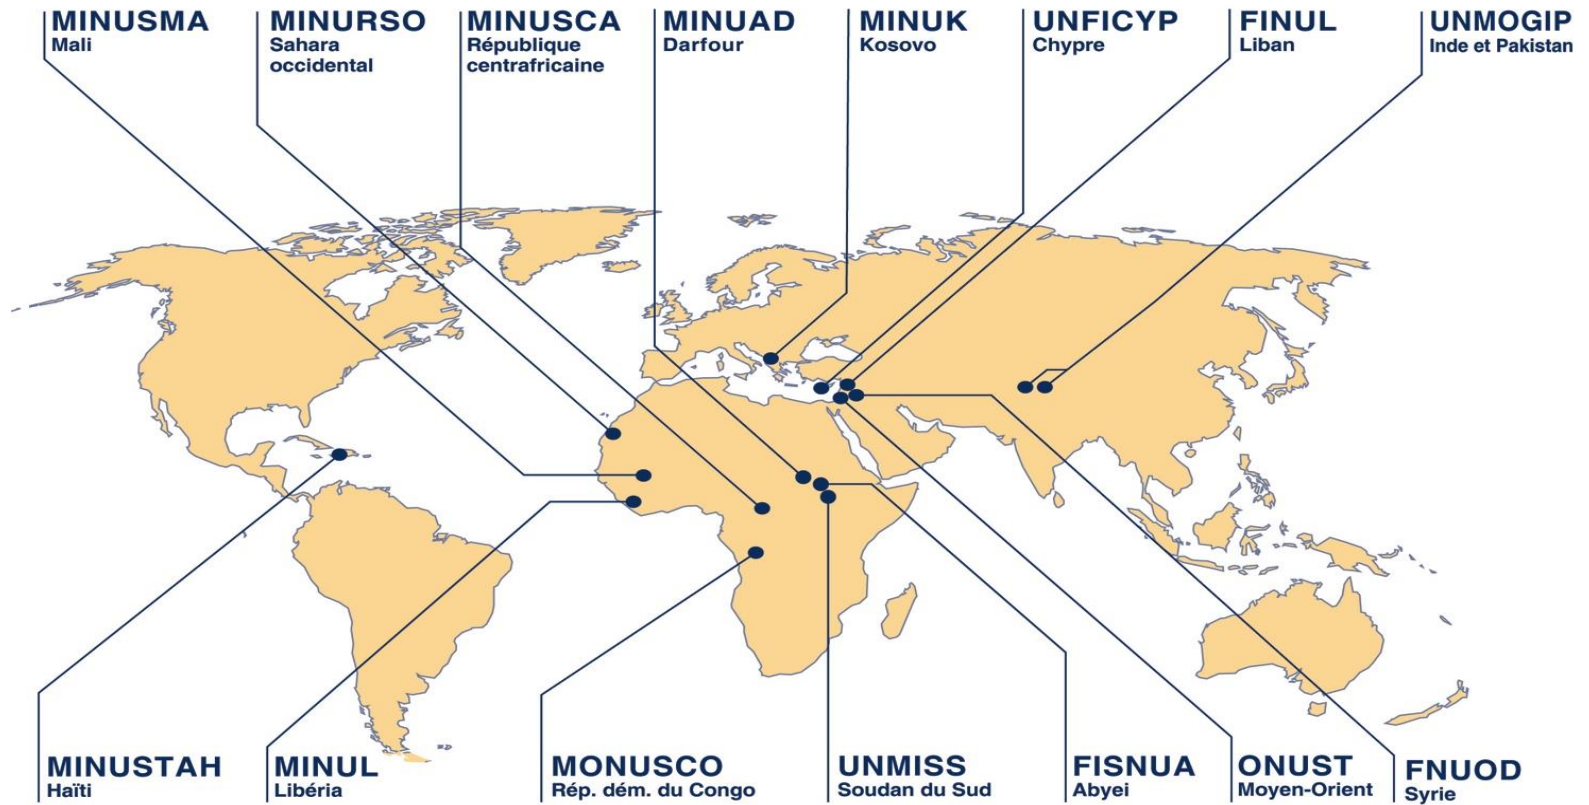 MINUSMA
Mali
MINURSO
Sahara
occidental
MINUSCA
République
centrafricaine
MINUAD
Darfour
MINUK
Kosovo
UNFICYP
Chypre
FINUL
Liban
UNMOGIP
Inde et Pakistan
MINUSTAH
Haïti
MINUL
Libéria
MONUSCO
Rép. dém. du Congo
UNMISS
Soudan du Sud
FISNUA
Abyei
ONUST
Moyen-Orient
FNUOD
Syrie